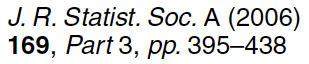 J. R. Statist. Soc. A (2006)
169, Part 3, pp. 395–438